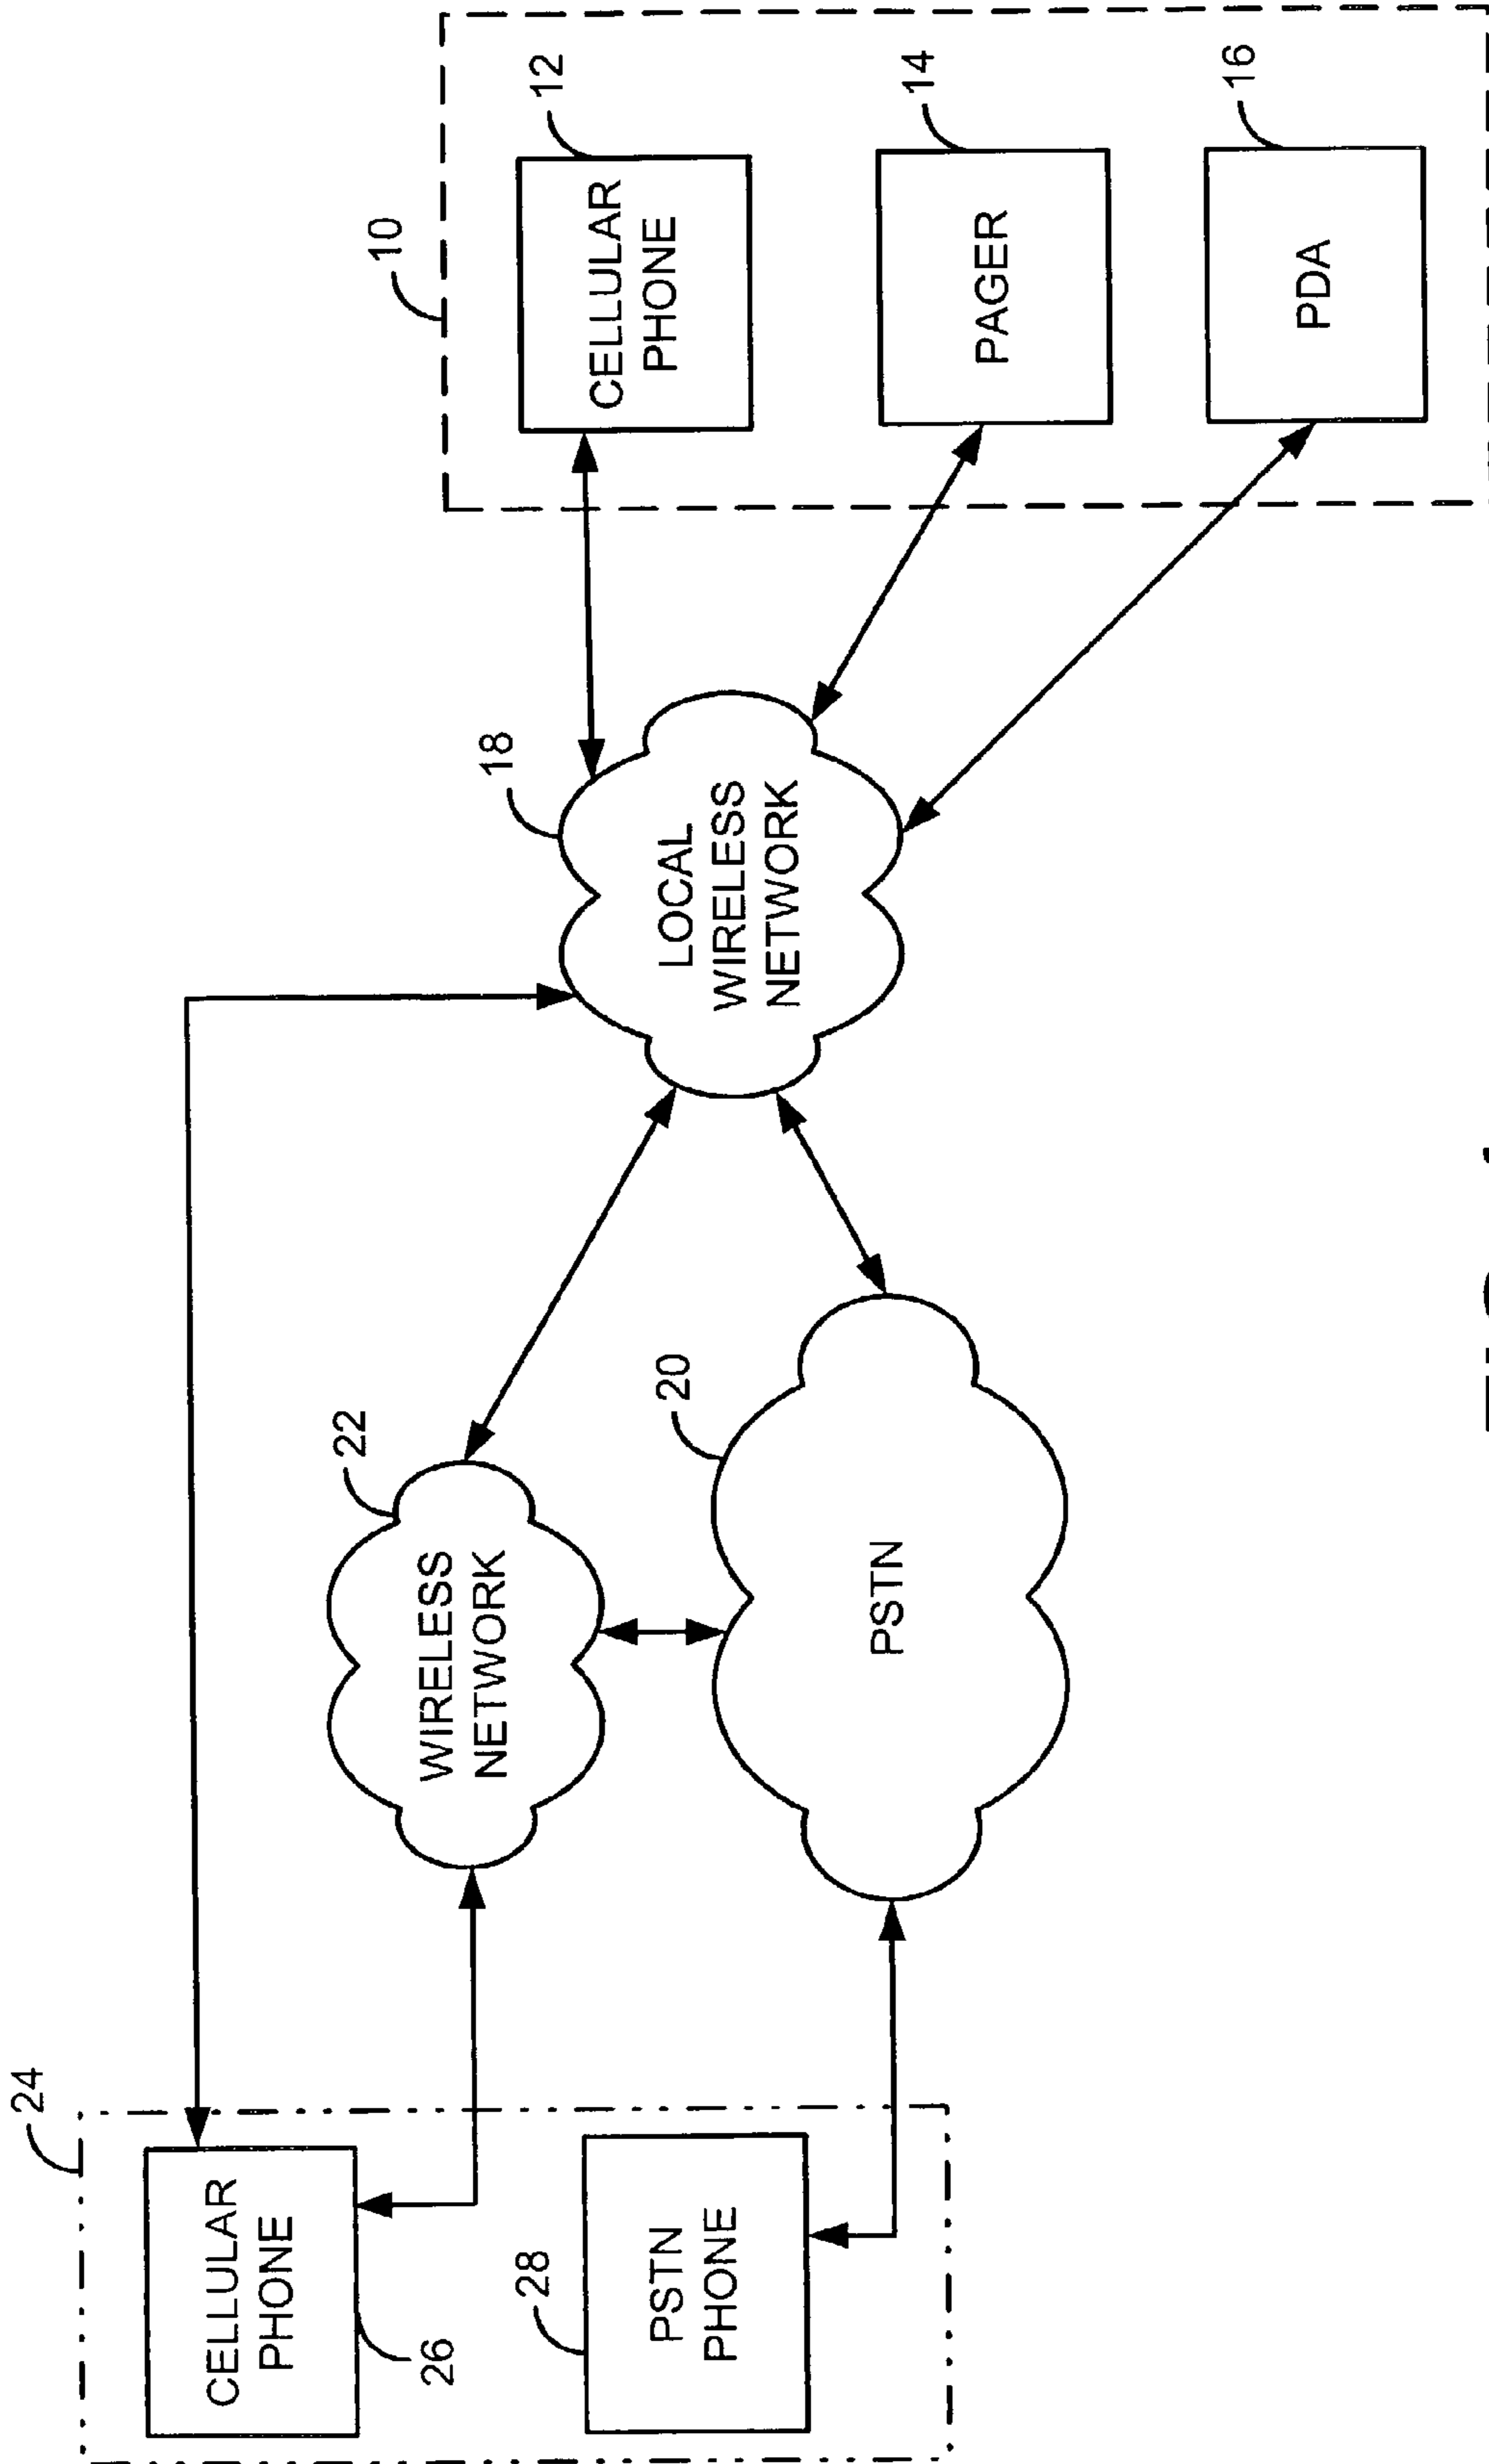 24
CELLULAR
PHONE
26
22
WIRELESS
NETWORK
10
18
LOCAL
WIRELESS
NETWORK
12
CELLULAR
PHONE
28
PSTN
PHONE
20
PSTN
14
PAGER
16
PDA